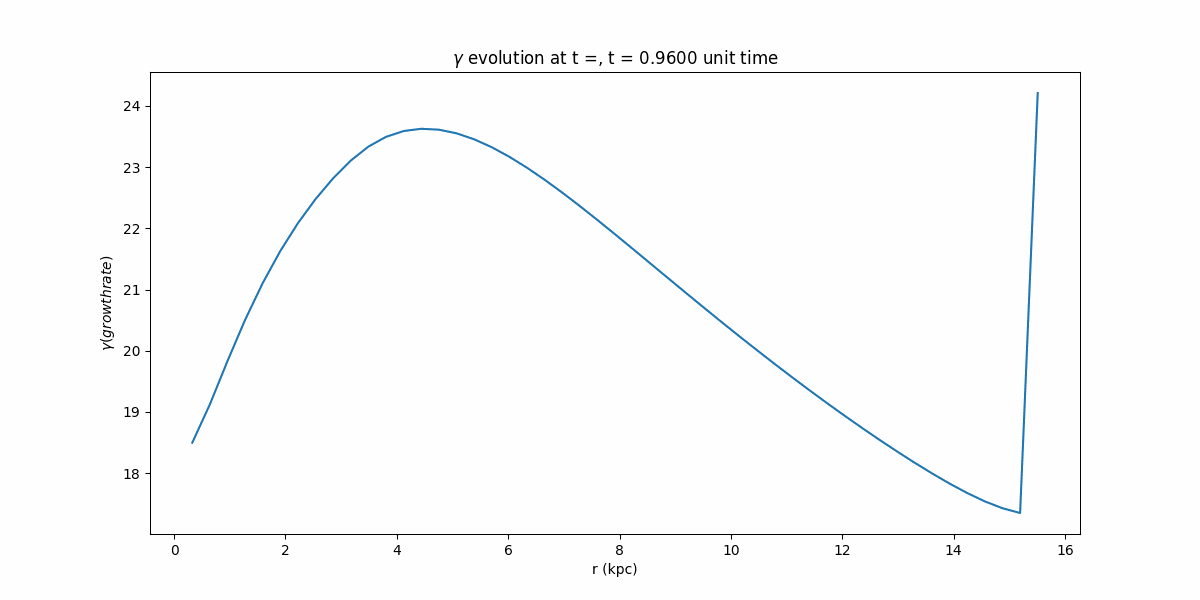 γ evolution at t =, t = 0.9600 unit time
γ(growthrate)
24
23
22
21
20
19
18
0 2 4 6 8 10 12 14 16
r (kpc)